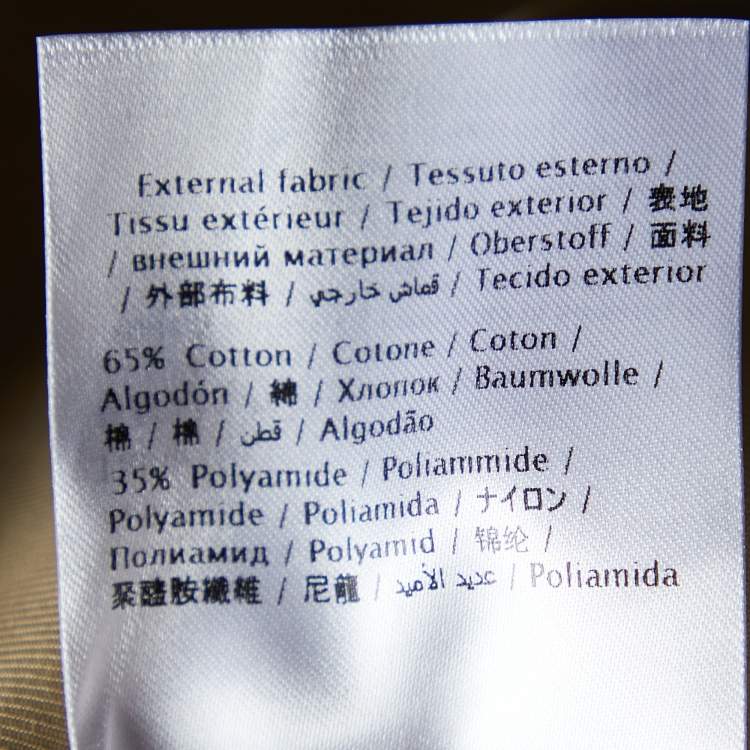 External fabric / Tessuto esterno /
Tissu extérieur / Tejido exterior / 表地
/ внешний материал / Oberstoff / 面料
/ 外部布料 / قماش خارجي / Tecido exterior
65% Cotton / Cotone / Coton /
Algodón / 綿 / Хлопок / Baumwolle /
棉 / 棉 / قطن / Algodão
35% Polyamide / Poliammide /
Polyamide / Poliamida / ナイロン /
Полиамид / Polyamid / 锦纶 /
聚醯胺纖維 / 尼龍 / عديد الأميد / Poliamida